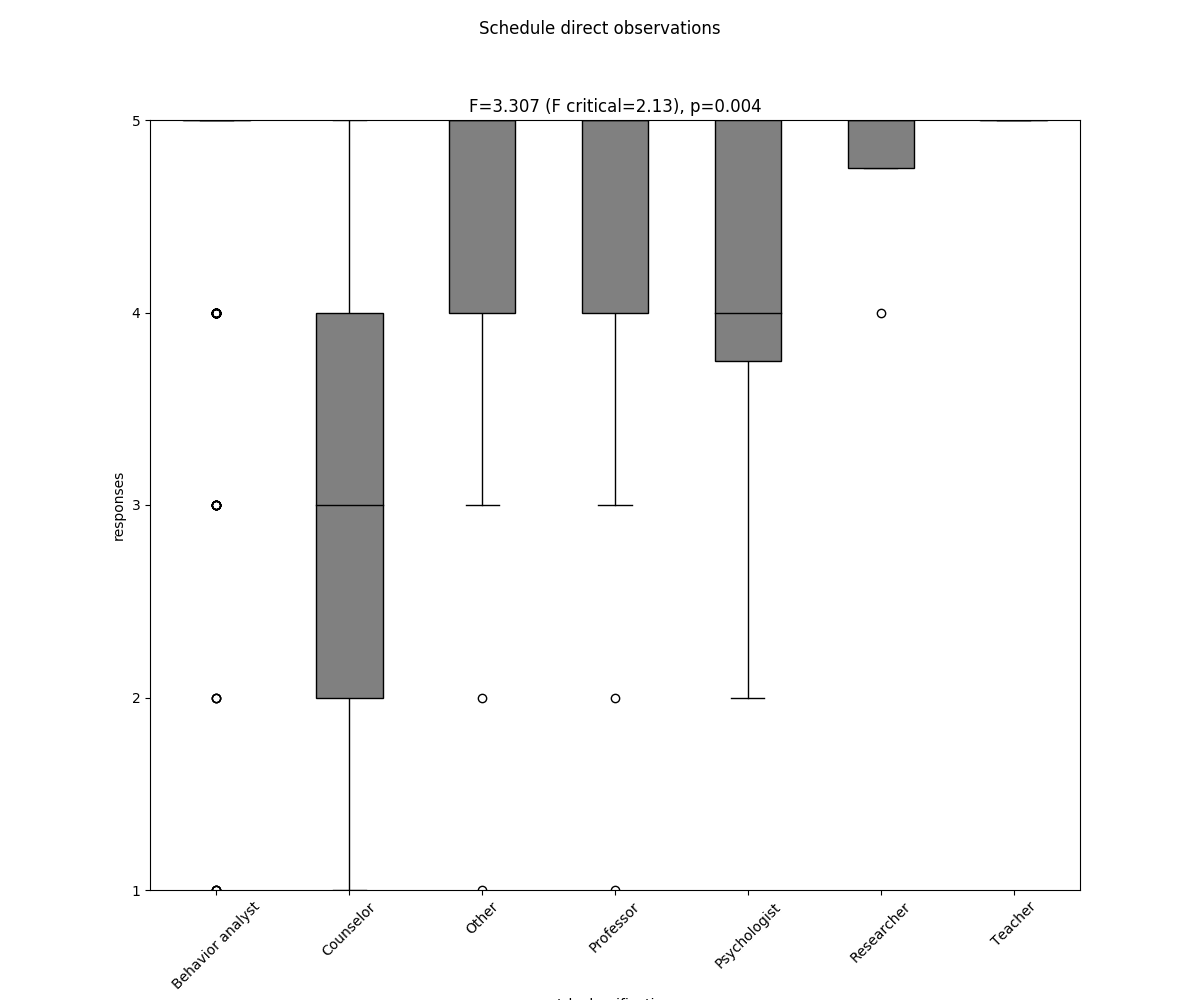 Schedule direct observations
F=3.307 (F critical=2.13), p=0.004
5
4
3
2
1
responses
Behavior analyst
Counselor
Other
Professor
Psychologist
Researcher
Teacher